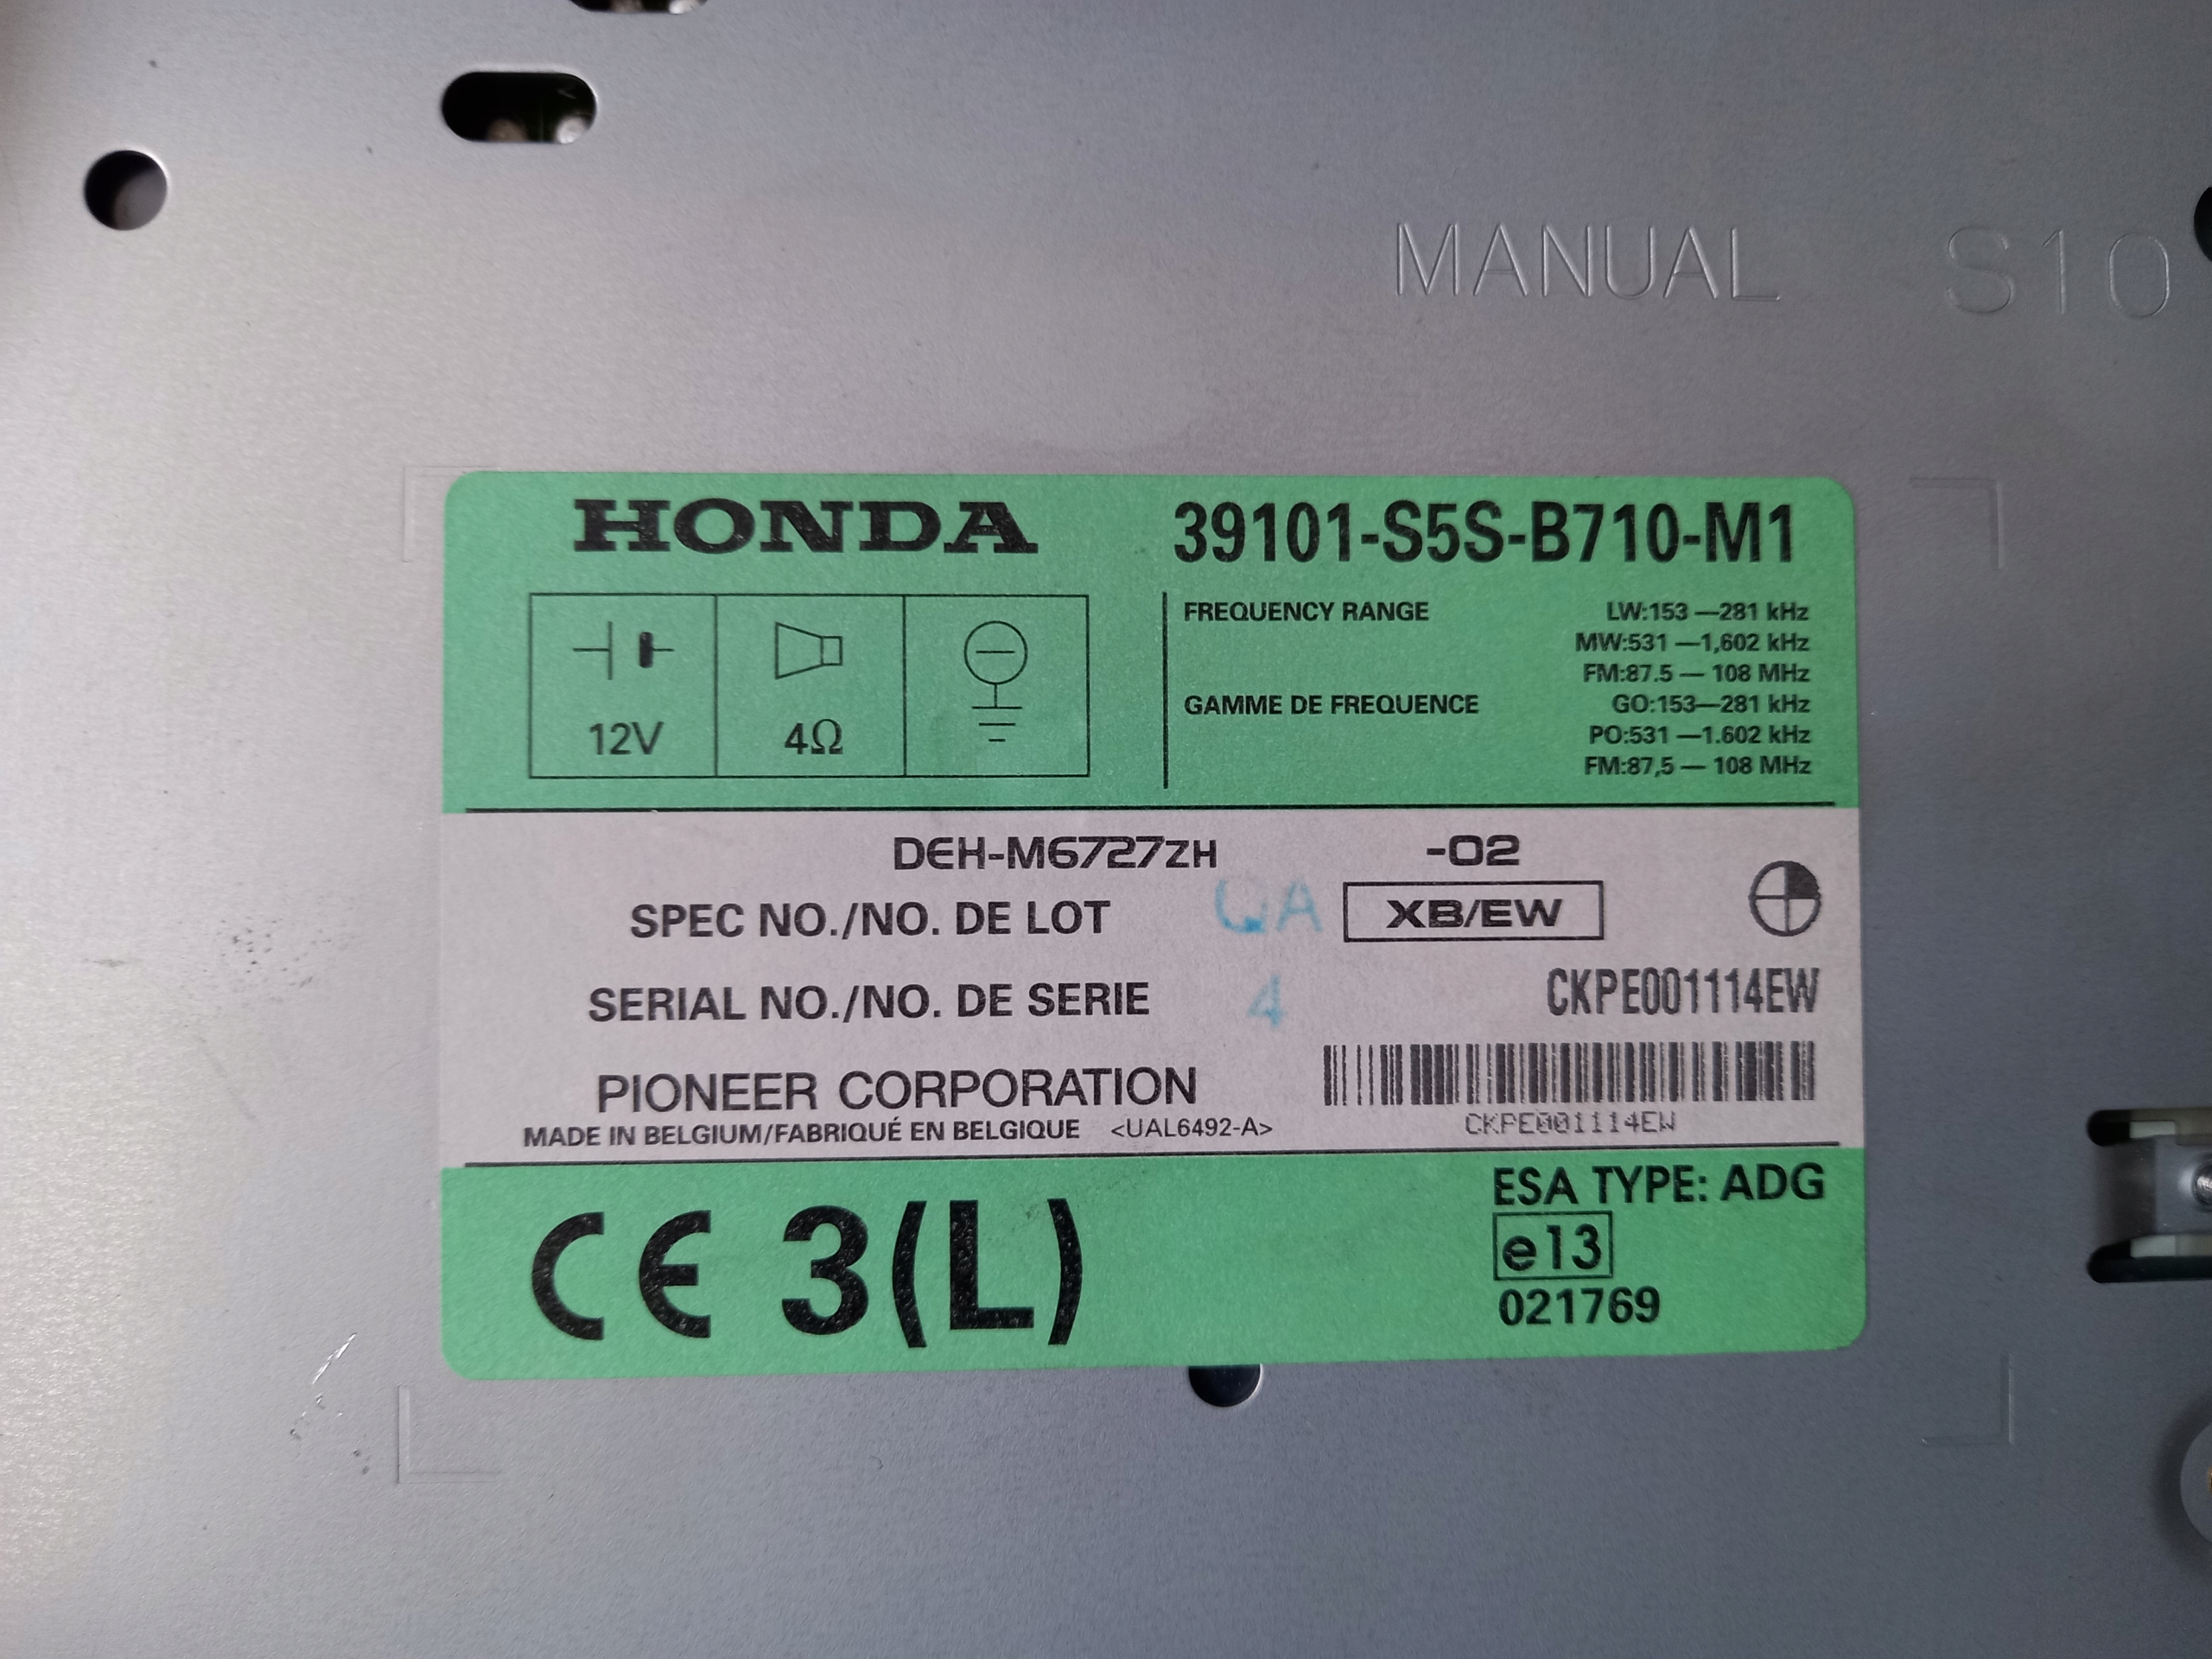 MANUAL S10
HONDA 39101-S5S-B710-M1
FREQUENCY RANGE LW:153 —281 kHz
MW:531 —1,602 kHz
FM:87.5 — 108 MHz
GAMME DE FREQUENCE GO:153—281 kHz
PO:531 —1.602 kHz
FM:87,5 — 108 MHz
12V 4Ω
DEH-M6727ZH -02
SPEC NO./NO. DE LOT QA XB/EW
SERIAL NO./NO. DE SERIE 4 CKPE001114EW
PIONEER CORPORATION
CKPE001114EW
MADE IN BELGIUM/FABRIQUÉ EN BELGIQUE <UAL6492-A>
CE 3(L)
ESA TYPE: ADG
e13
021769